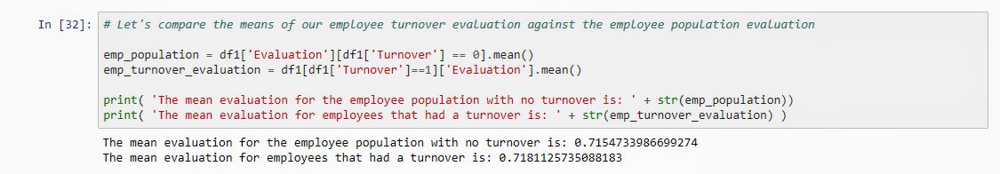 In [32]: # Let's compare the means of our employee turnover evaluation against the employee population evaluation
emp_population = df1['Evaluation'][df1['Turnover'] == 0].mean()
emp_turnover_evaluation = df1[df1['Turnover']==1]['Evaluation'].mean()
print( 'The mean evaluation for the employee population with no turnover is: ' + str(emp_population))
print( 'The mean evaluation for employees that had a turnover is: ' + str(emp_turnover_evaluation) )
The mean evaluation for the employee population with no turnover is: 0.7154733986699274
The mean evaluation for employees that had a turnover is: 0.7181125735088183